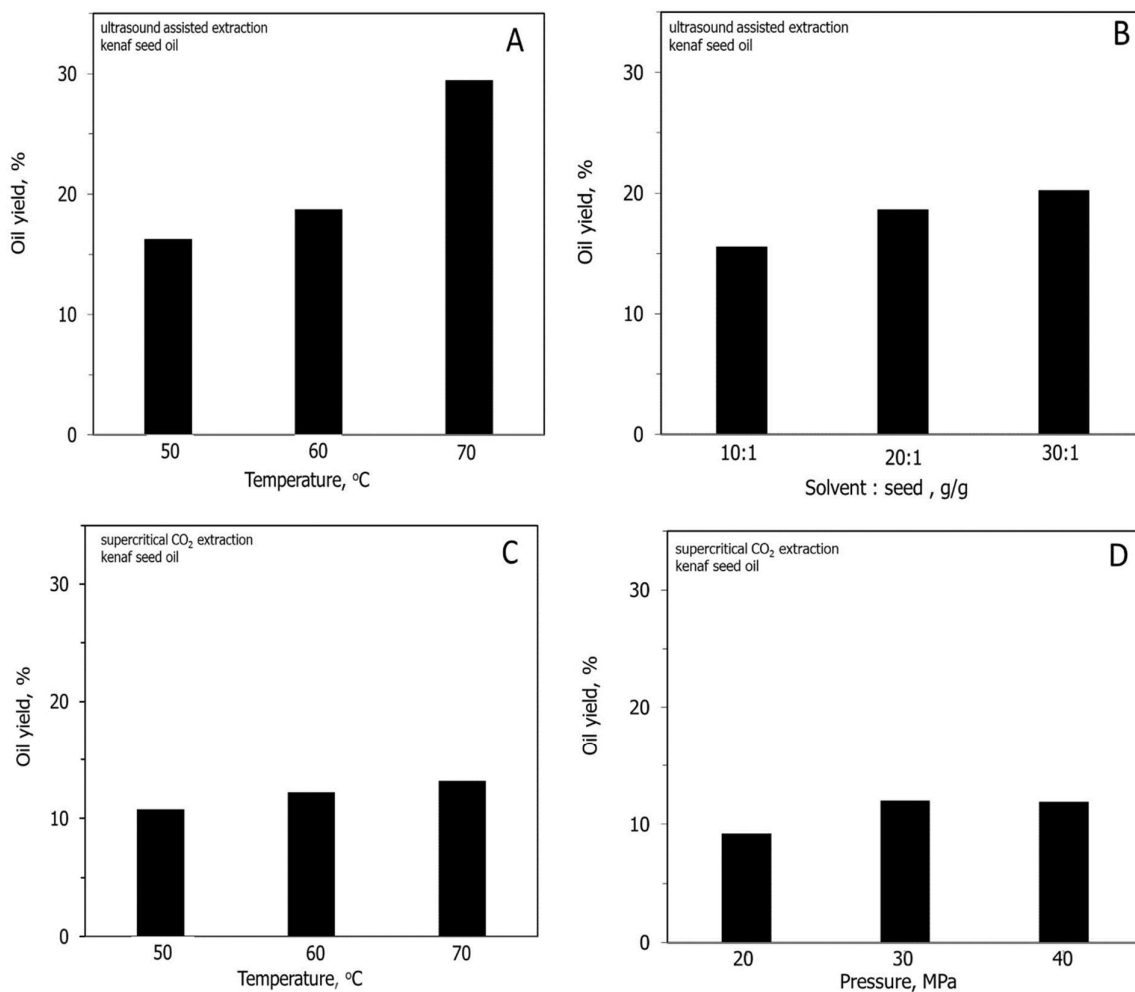 ultrasound assisted extraction
kenaf seed oil
A
30
20
10
0
Oil yield, %
50 60 70
Temperature, °C
ultrasound assisted extraction
kenaf seed oil
B
30
20
10
0
Oil yield, %
10:1 20:1 30:1
Solvent : seed , g/g
supercritical CO₂ extraction
kenaf seed oil
C
30
20
10
0
Oil yield, %
50 60 70
Temperature, °C
supercritical CO₂ extraction
kenaf seed oil
D
30
20
10
0
Oil yield, %
20 30 40
Pressure, MPa